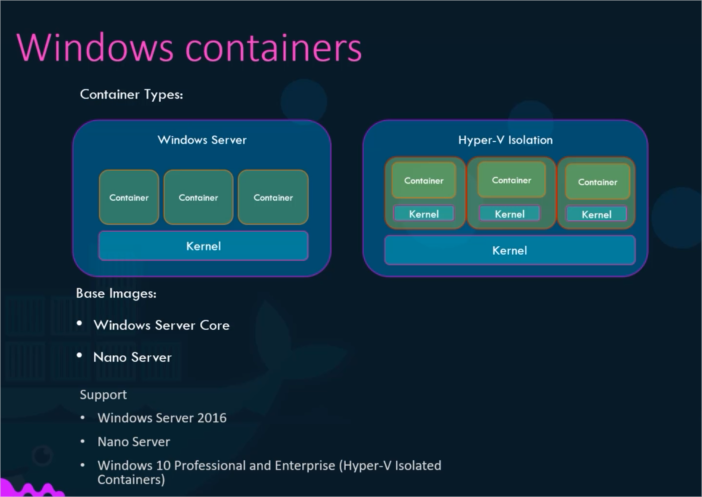 Windows containers
Container Types:
Windows Server
Container Container Container
Kernel
Hyper-V Isolation
Container Container Container
Kernel Kernel Kernel
Kernel
Base Images:
• Windows Server Core
• Nano Server
Support
• Windows Server 2016
• Nano Server
• Windows 10 Professional and Enterprise (Hyper-V Isolated
Containers)